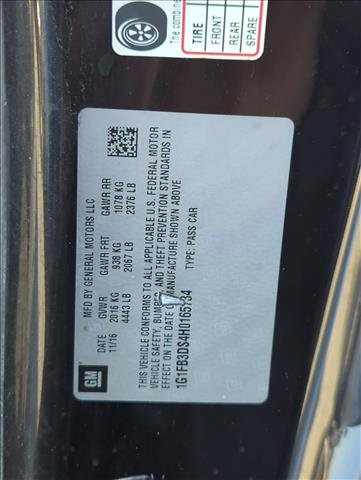 The combine
TIRE
FRONT
REAR
SPARE
GM
MFD BY GENERAL MOTORS LLC
DATE GVWR GAWR FRT GAWR RR
11/16 2016 KG 938 KG 1078 KG
4443 LB 2067 LB 2376 LB
THIS VEHICLE CONFORMS TO ALL APPLICABLE U.S. FEDERAL MOTOR
VEHICLE SAFETY, BUMPER, AND THEFT PREVENTION STANDARDS IN
EFFECT ON THE DATE OF MANUFACTURE SHOWN ABOVE.
1G1FB3DS4H0165734 TYPE: PASS CAR